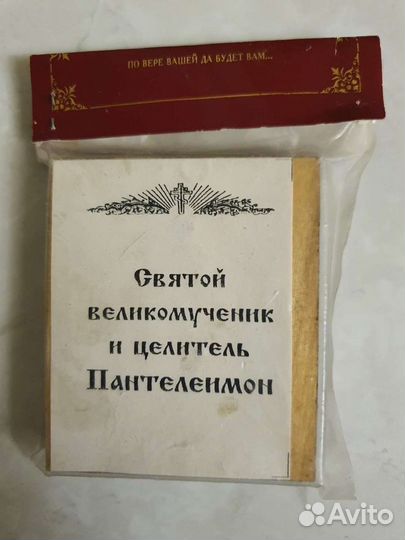 ПО ВЕРЕ ВАШЕЙ ДА БУДЕТ ВАМ...
Святой
великомученик
и целитель
Пантелеимон
Avito